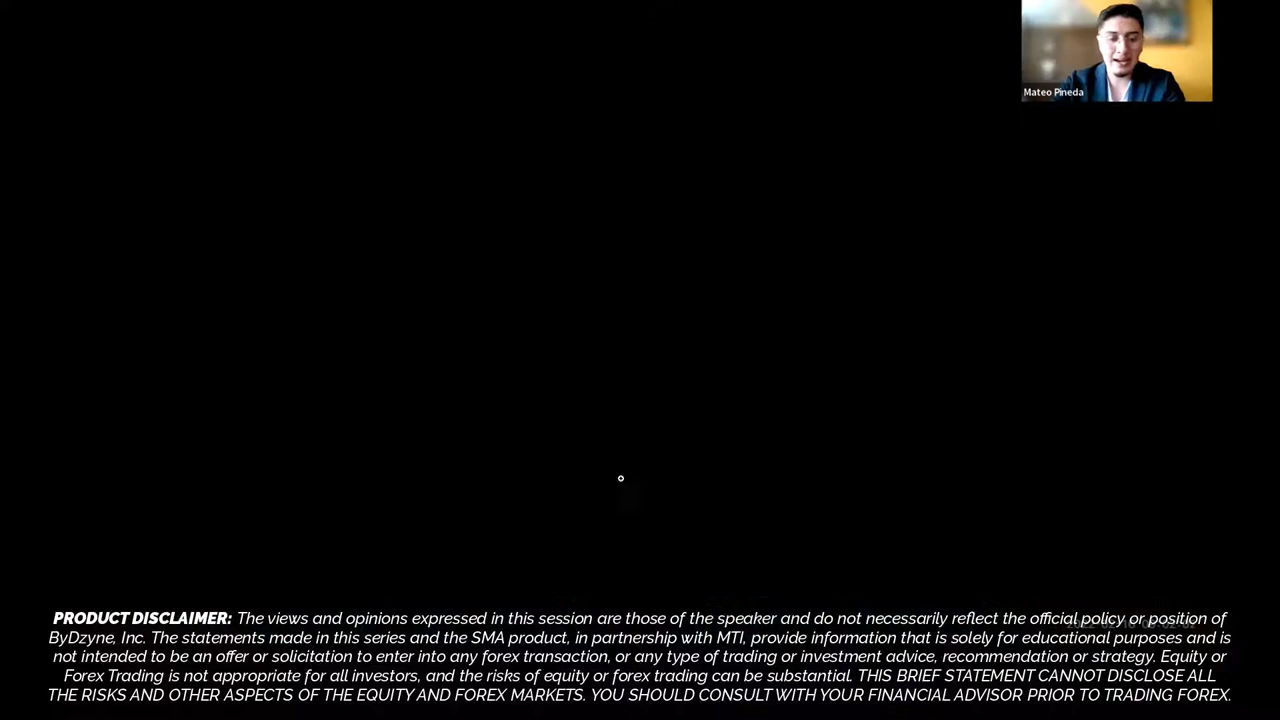 Mateo Pineda
PRODUCT DISCLAIMER: The views and opinions expressed in this session are those of the speaker and do not necessarily reflect the official policy or position of
ByDzyne, Inc. The statements made in this series and the SMA product, in partnership with MTI, provide information that is solely for educational purposes and is
not intended to be an offer or solicitation to enter into any forex transaction, or any type of trading or investment advice, recommendation or strategy. Equity or
Forex Trading is not appropriate for all investors, and the risks of equity or forex trading can be substantial. THIS BRIEF STATEMENT CANNOT DISCLOSE ALL
THE RISKS AND OTHER ASPECTS OF THE EQUITY AND FOREX MARKETS. YOU SHOULD CONSULT WITH YOUR FINANCIAL ADVISOR PRIOR TO TRADING FOREX.